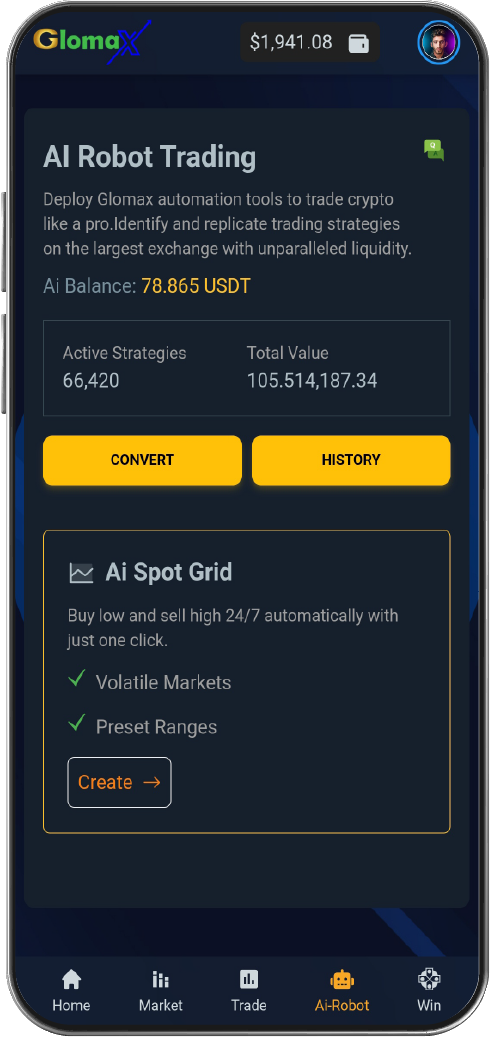 GlomaX
$1,941.08
AI Robot Trading
Deploy Glomax automation tools to trade crypto
like a pro.Identify and replicate trading strategies
on the largest exchange with unparalleled liquidity.
Ai Balance: 78.865 USDT
Active Strategies
Total Value
66,420
105.514,187.34
CONVERT
HISTORY
Ai Spot Grid
Buy low and sell high 24/7 automatically with
just one click.
Volatile Markets
Preset Ranges
Create →
Home
Market
Trade
Ai-Robot
Win